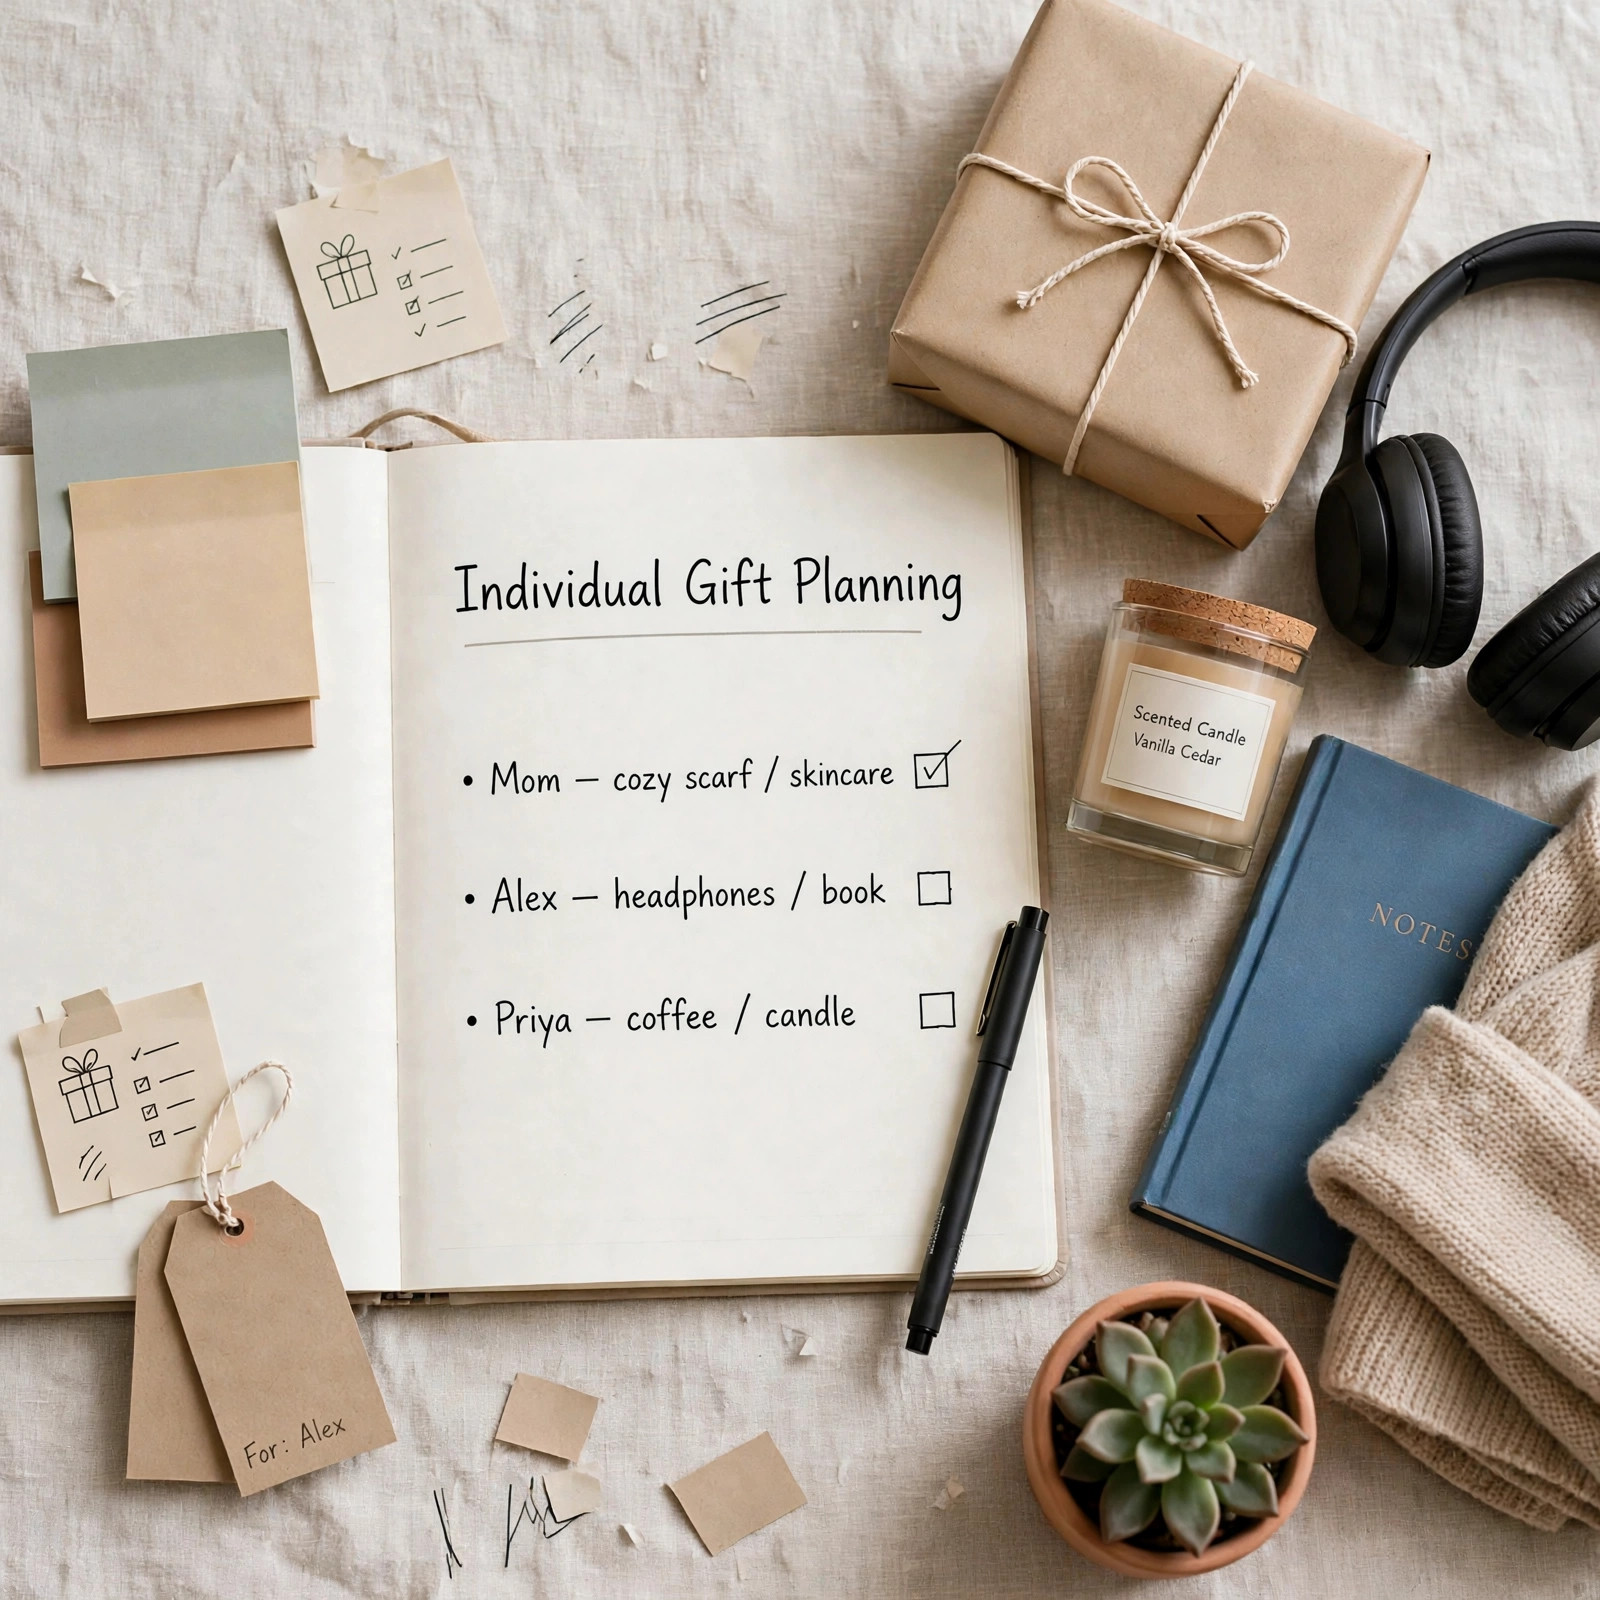 Individual Gift Planning
• Mom — cozy scarf / skincare
• Alex — headphones / book
• Priya — coffee / candle
Scented Candle
Vanilla Cedar
NOTES
For: Alex